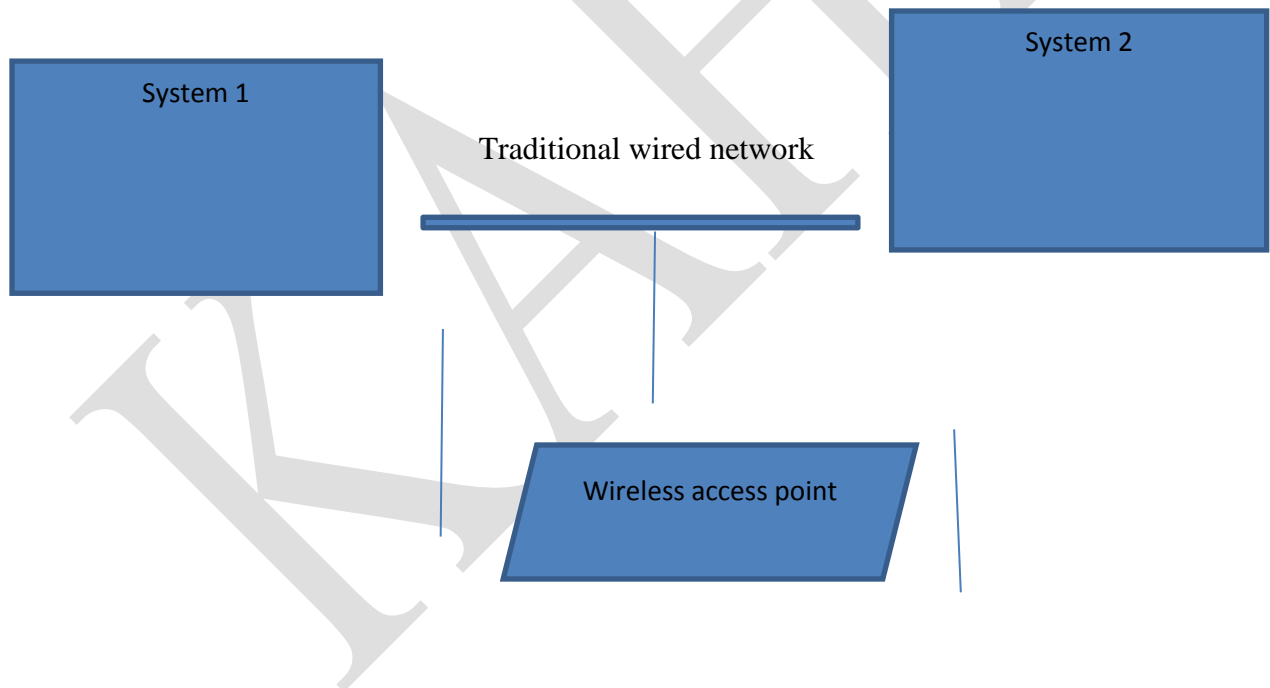 System 1
System 2
Traditional wired network
Wireless access point